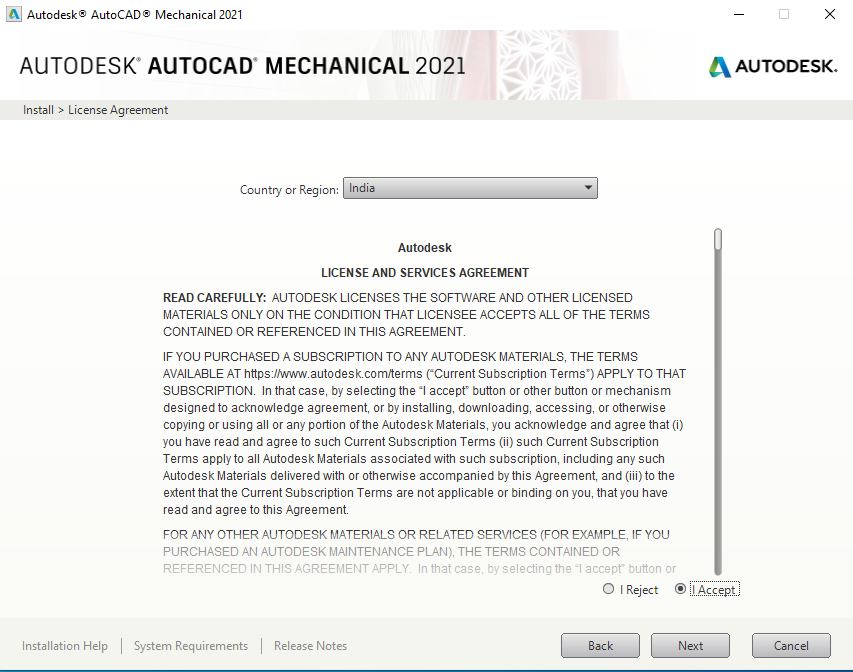 Autodesk® AutoCAD® Mechanical 2021
AUTODESK® AUTOCAD® MECHANICAL 2021
AUTODESK.
Install > License Agreement
Country or Region: India
Autodesk
LICENSE AND SERVICES AGREEMENT
READ CAREFULLY: AUTODESK LICENSES THE SOFTWARE AND OTHER LICENSED
MATERIALS ONLY ON THE CONDITION THAT LICENSEE ACCEPTS ALL OF THE TERMS
CONTAINED OR REFERENCED IN THIS AGREEMENT.
IF YOU PURCHASED A SUBSCRIPTION TO ANY AUTODESK MATERIALS, THE TERMS
AVAILABLE AT https://www.autodesk.com/terms (“Current Subscription Terms”) APPLY TO THAT
SUBSCRIPTION. In that case, by selecting the “I accept” button or other button or mechanism
designed to acknowledge agreement, or by installing, downloading, accessing, or otherwise
copying or using all or any portion of the Autodesk Materials, you acknowledge and agree that (i)
you have read and agree to such Current Subscription Terms (ii) such Current Subscription
Terms apply to all Autodesk Materials associated with such subscription, including any such
Autodesk Materials delivered with or otherwise accompanied by this Agreement, and (iii) to the
extent that the Current Subscription Terms are not applicable or binding on you, that you have
read and agree to this Agreement.
FOR ANY OTHER AUTODESK MATERIALS OR RELATED SERVICES (FOR EXAMPLE, IF YOU
PURCHASED AN AUTODESK MAINTENANCE PLAN), THE TERMS CONTAINED OR
REFERENCED IN THIS AGREEMENT APPLY. In that case, by selecting the “I accept” button or
I Reject I Accept
Installation Help System Requirements Release Notes Back Next Cancel